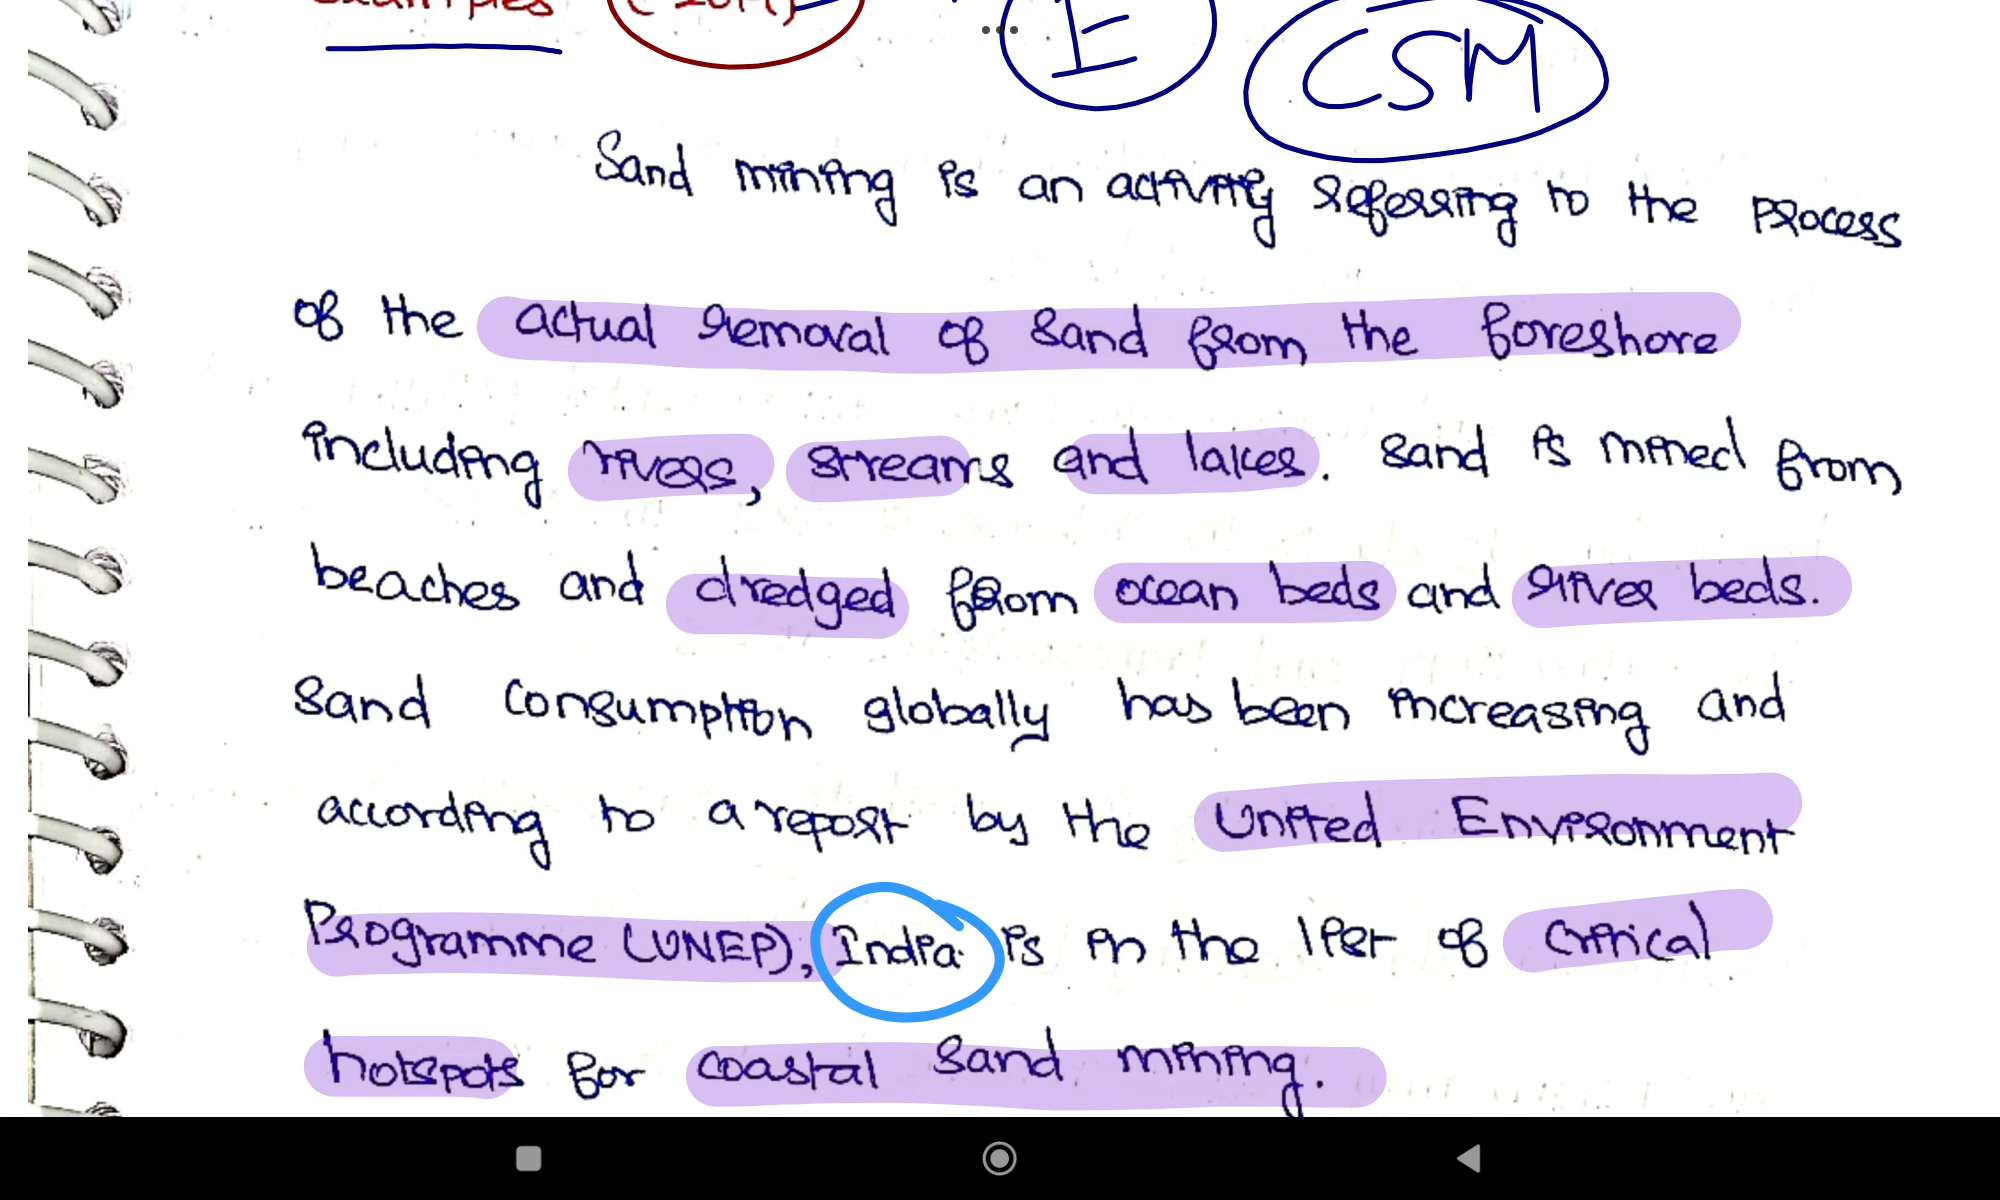 Examples
I
CSM
Sand mining is an activity referring to the process
of the actual removal of sand from the foreshore
including rivers, streams and lakes. Sand is mined from
beaches and dredged from ocean beds and river beds.
Sand consumption globally has been increasing and
according to a report by the United Environment
Programme (UNEP), India is in the list of critical
hotspots for coastal sand mining.